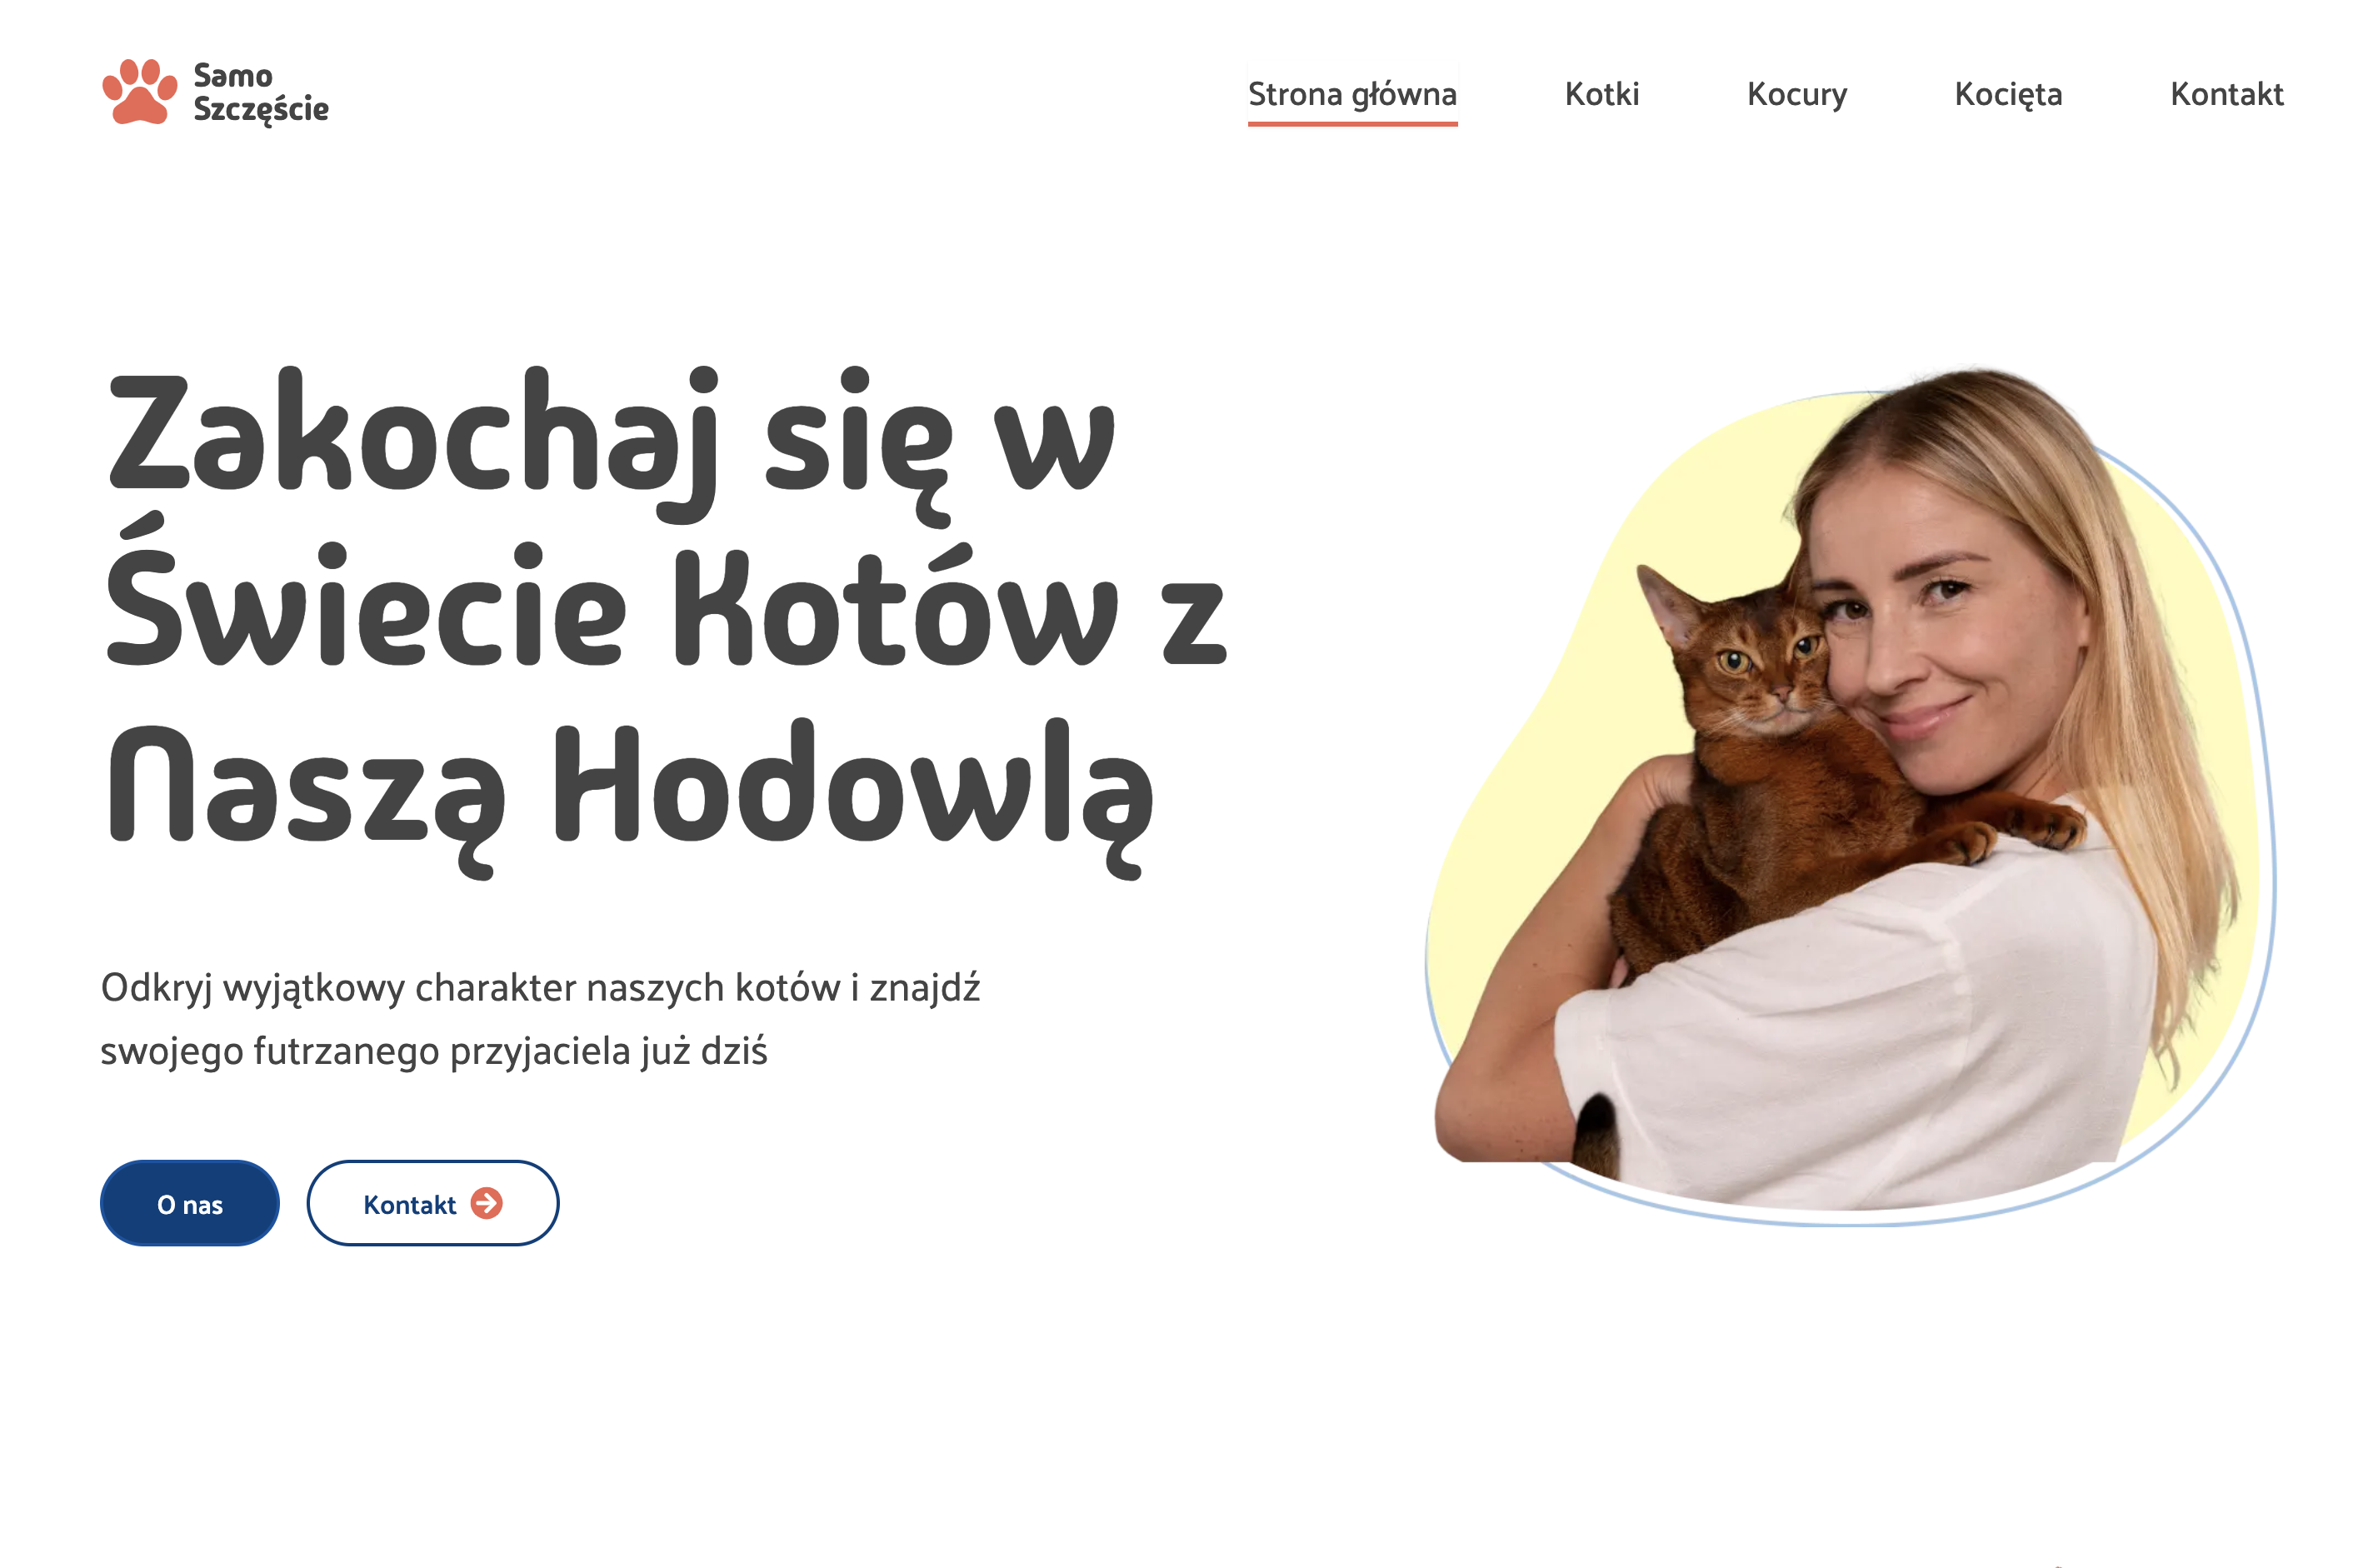 Samo
Szczęście
Strona główna
Kotki
Kocury
Kocięta
Kontakt
Zakochaj się w
Świecie Kotów z
Naszą Hodowlą
Odkryj wyjątkowy charakter naszych kotów i znajdź
swojego futrzanego przyjaciela już dziś
O nas
Kontakt